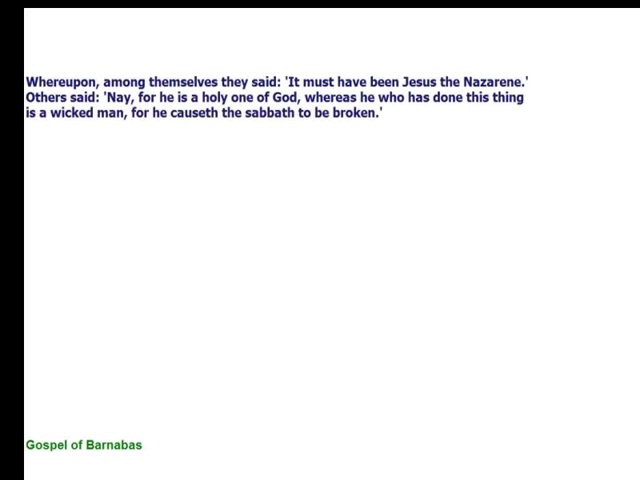 Whereupon, among themselves they said: 'It must have been Jesus the Nazarene.'
Others said: 'Nay, for he is a holy one of God, whereas he who has done this thing
is a wicked man, for he causeth the sabbath to be broken.'
Gospel of Barnabas